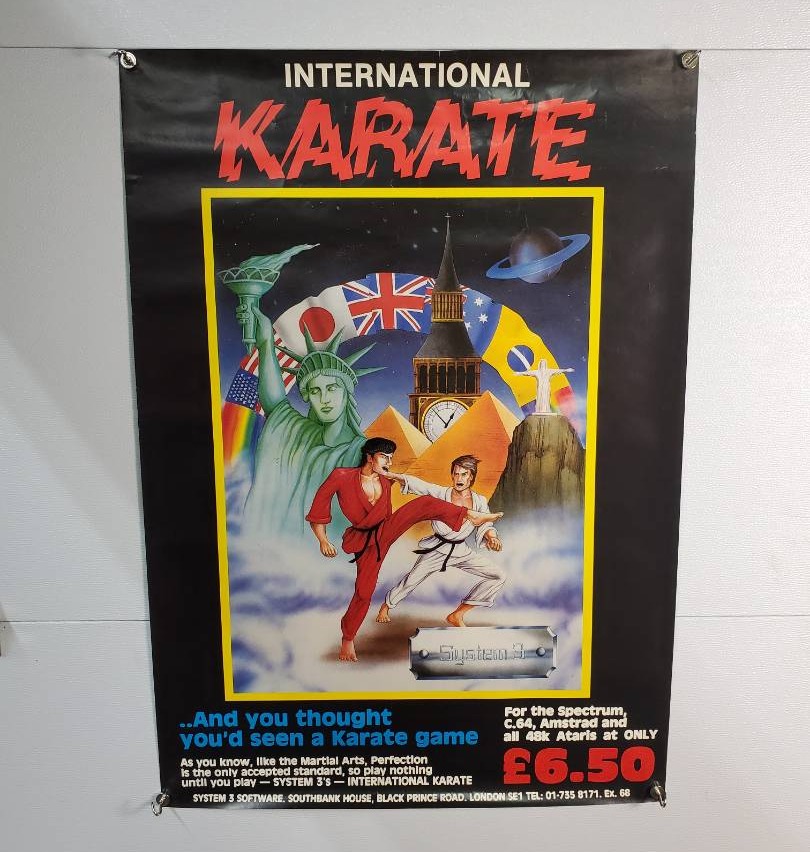 INTERNATIONAL
KARATE
System 3
..And you thought
you'd seen a Karate game
As you know, like the Martial Arts, Perfection
is the only accepted standard, so play nothing
until you play — SYSTEM 3's — INTERNATIONAL KARATE
For the Spectrum,
C.64, Amstrad and
all 48k Ataris at ONLY
£6.50
SYSTEM 3 SOFTWARE. SOUTHBANK HOUSE, BLACK PRINCE ROAD. LONDON SE1 TEL: 01-735 8171. Ex. 68